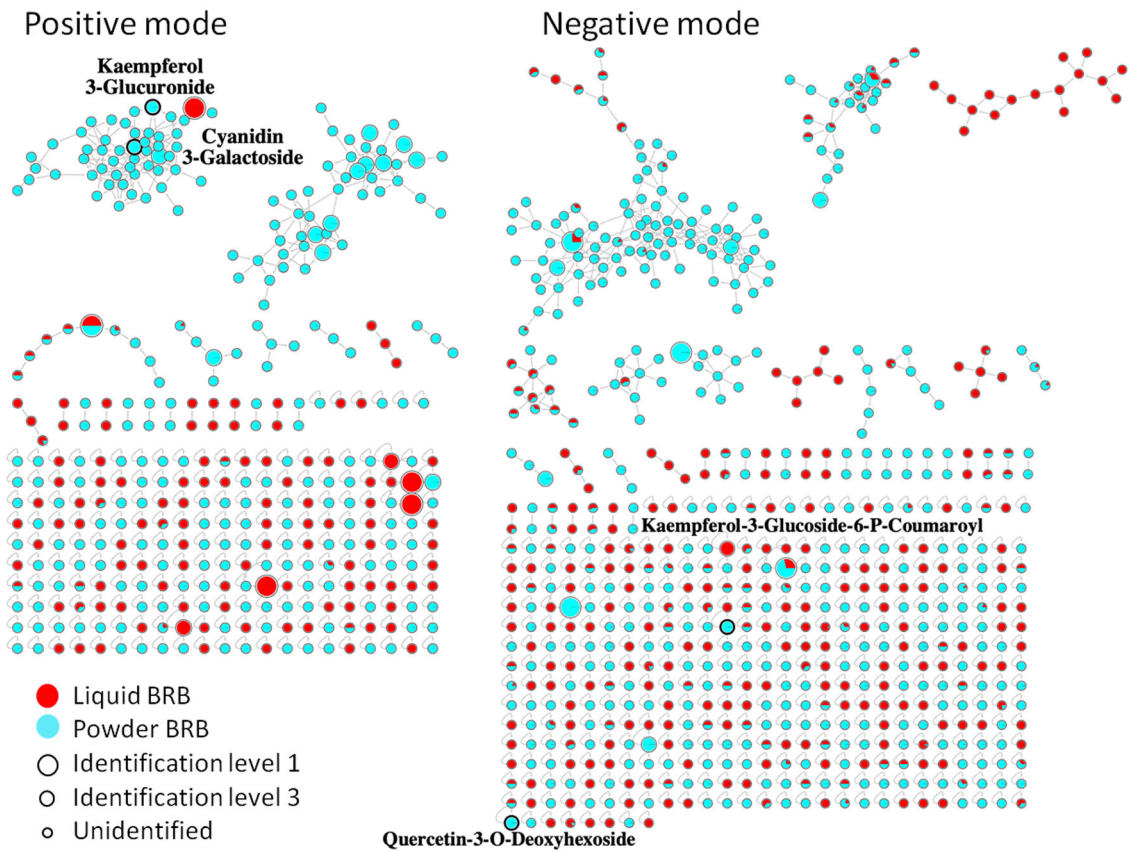 Positive mode
Negative mode
Kaempferol
3-Glucuronide
Cyanidin
3-Galactoside
Kaempferol-3-Glucoside-6-P-Coumaroyl
Liquid BRB
Powder BRB
Identification level 1
Identification level 3
Unidentified
Quercetin-3-O-Deoxyhexoside